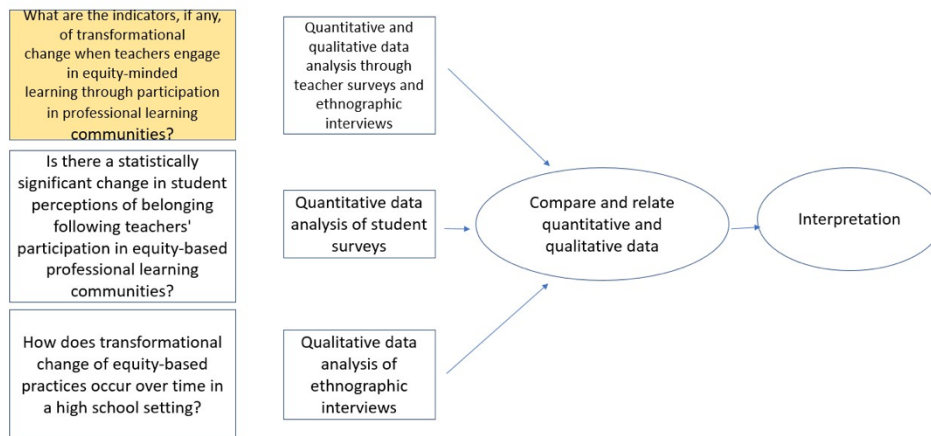 What are the indicators, if any,
of transformational
change when teachers engage
in equity-minded
learning through participation
in professional learning
communities?
Is there a statistically
significant change in student
perceptions of belonging
following teachers'
participation in equity-based
professional learning
communities?
How does transformational
change of equity-based
practices occur over time in
a high school setting?
Quantitative and
qualitative data
analysis through
teacher surveys and
ethnographic
interviews
Quantitative data
analysis of student
surveys
Qualitative data
analysis of
ethnographic
interviews
Compare and relate
quantitative and
qualitative data
Interpretation